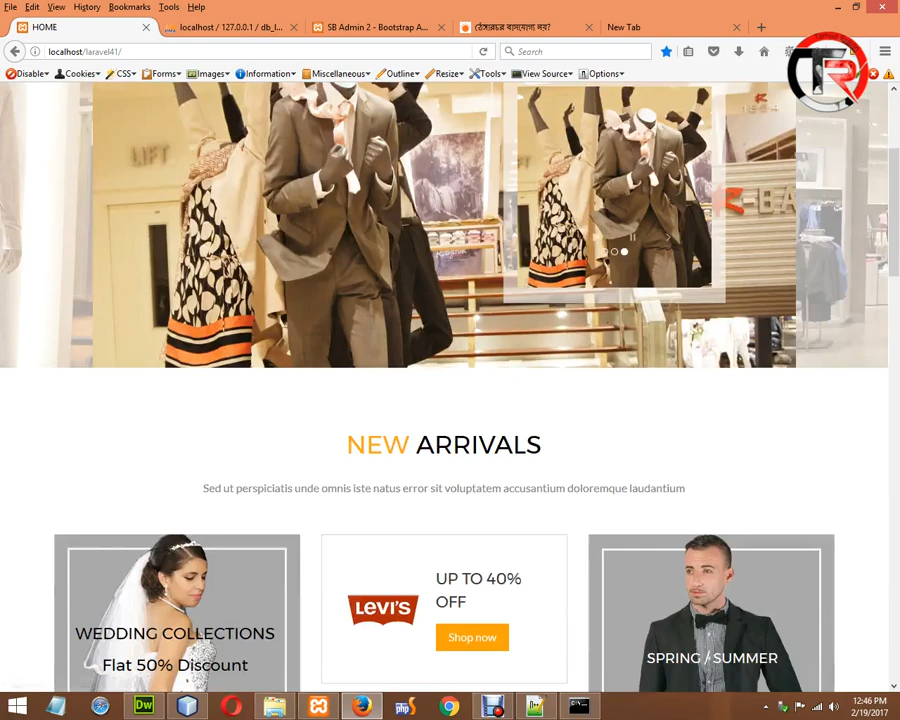 File Edit View History Bookmarks Tools Help
HOME
localhost / 127.0.0.1 / db_l...
SB Admin 2 - Bootstrap A...
New Tab
localhost/laravel41/
Search
Disable Cookies CSS Forms Images Information Miscellaneous Outline Resize Tools View Source Options
LIFT
NEW ARRIVALS
Sed ut perspiciatis unde omnis iste natus error sit voluptatem accusantium doloremque laudantium
WEDDING COLLECTIONS
Flat 50% Discount
LEVI'S
UP TO 40%
OFF
Shop now
SPRING / SUMMER
Dw
php
12:46 PM
2/19/2017